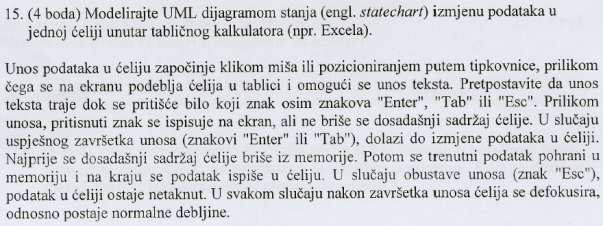 15. (4 boda) Modelirajte UML dijagramom stanja (engl. statechart) izmjenu podataka u
jednoj ćeliji unutar tabličnog kalkulatora (npr. Excela).
Unos podataka u ćeliju započinje klikom miša ili pozicioniranjem putem tipkovnice, prilikom
čega se na ekranu podeblja ćelija u tablici i omogući se unos teksta. Pretpostavite da unos
teksta traje dok se pritišće bilo koji znak osim znakova "Enter", "Tab" ili "Esc". Prilikom
unosa, pritisnuti znak se ispisuje na ekran, ali ne briše se dosadašnji sadržaj ćelije. U slučaju
uspješnog završetka unosa (znakovi "Enter" ili "Tab"), dolazi do izmjene podataka u ćeliji.
Najprije se dosadašnji sadržaj ćelije briše iz memorije. Potom se trenutni podatak pohrani u
memoriju i na kraju se podatak ispiše u ćeliju. U slučaju obustave unosa (znak "Esc"),
podatak u ćeliji ostaje netaknut. U svakom slučaju nakon završetka unosa ćelija se defokusira,
odnosno postaje normalne debljine.